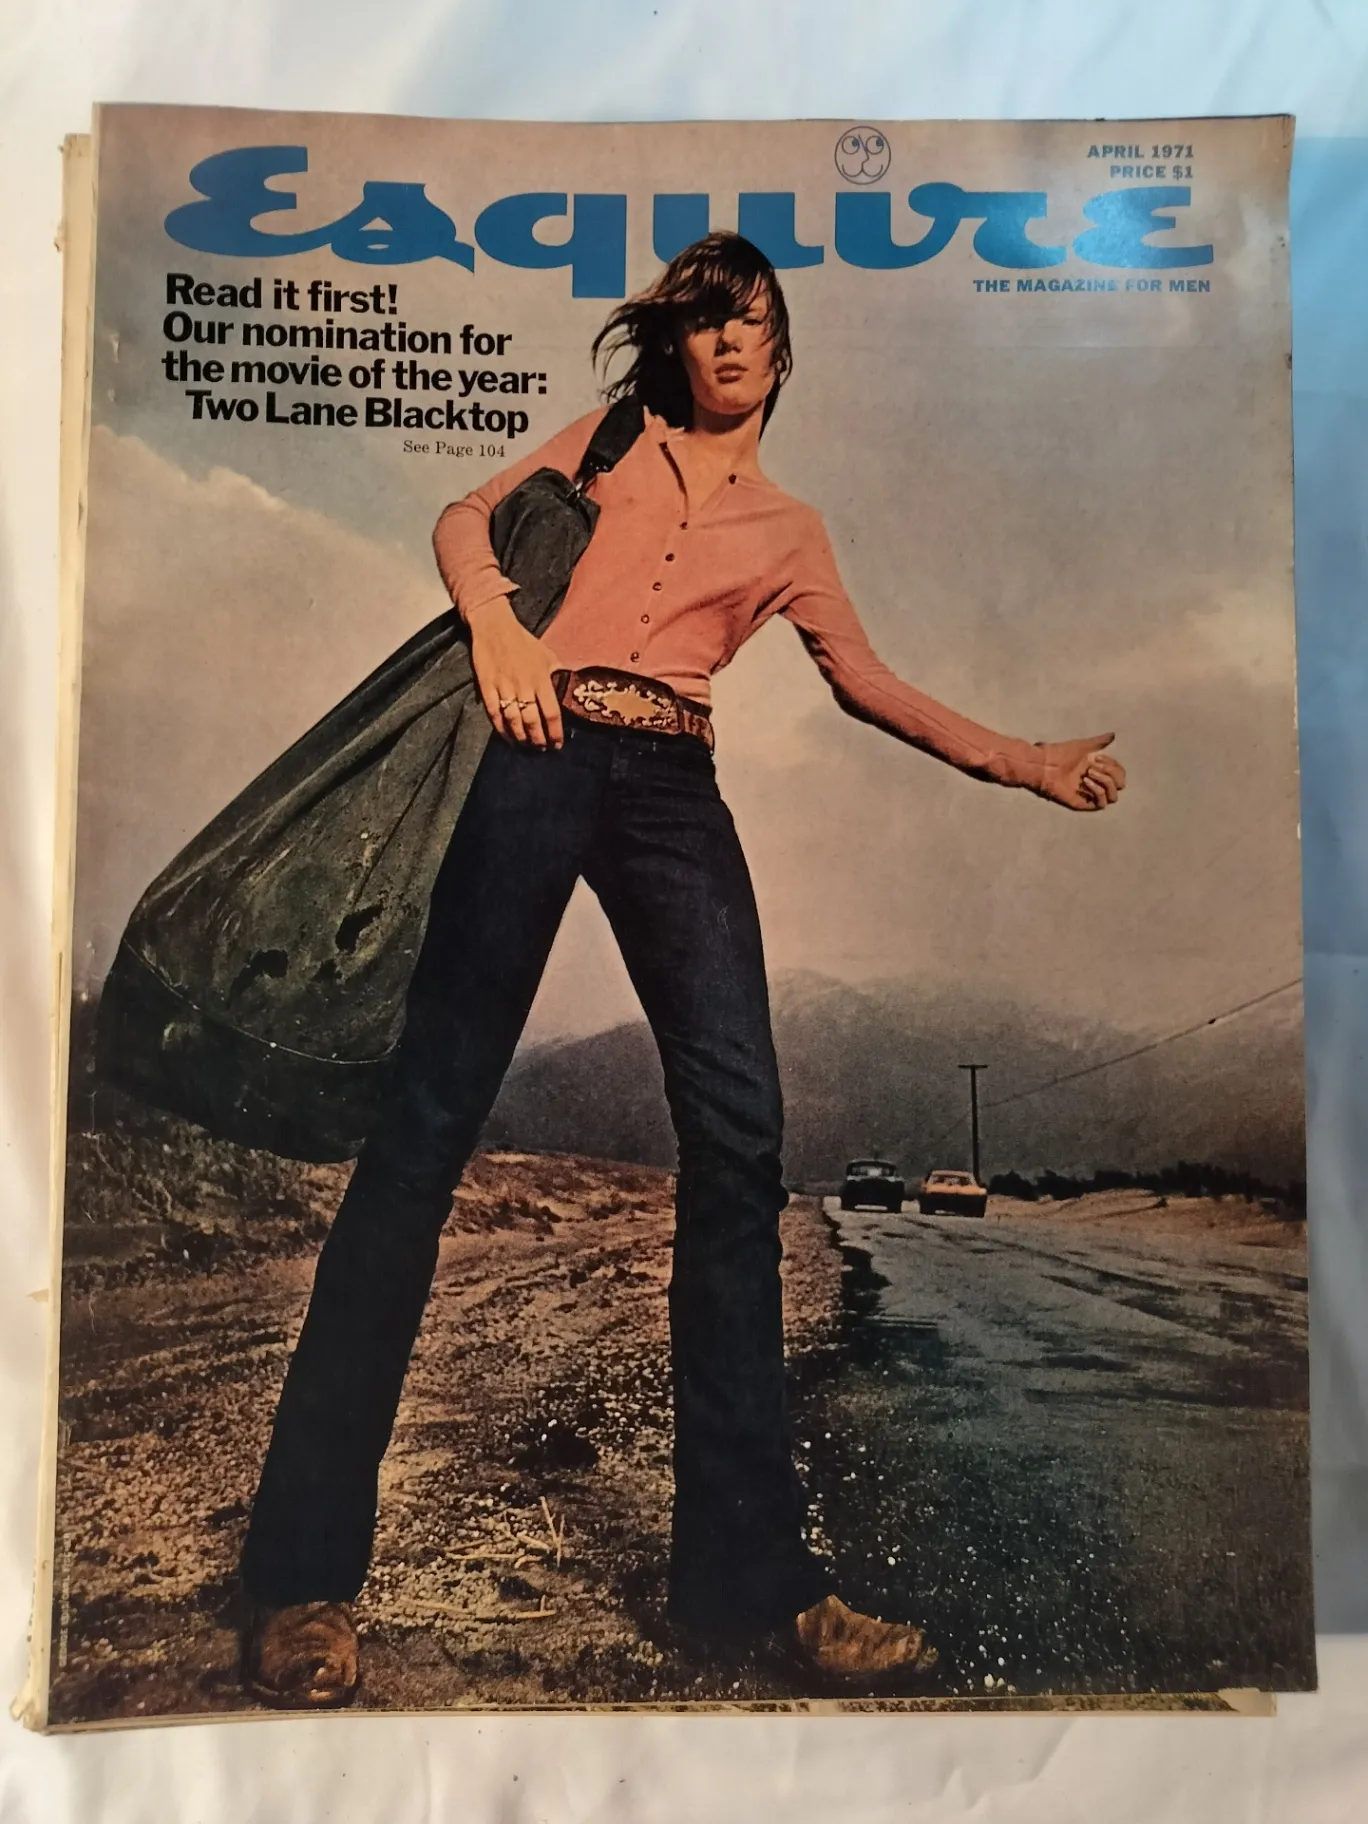 Esquire
APRIL 1971
PRICE $1
THE MAGAZINE FOR MEN
Read it first!
Our nomination for
the movie of the year:
Two Lane Blacktop
See Page 104